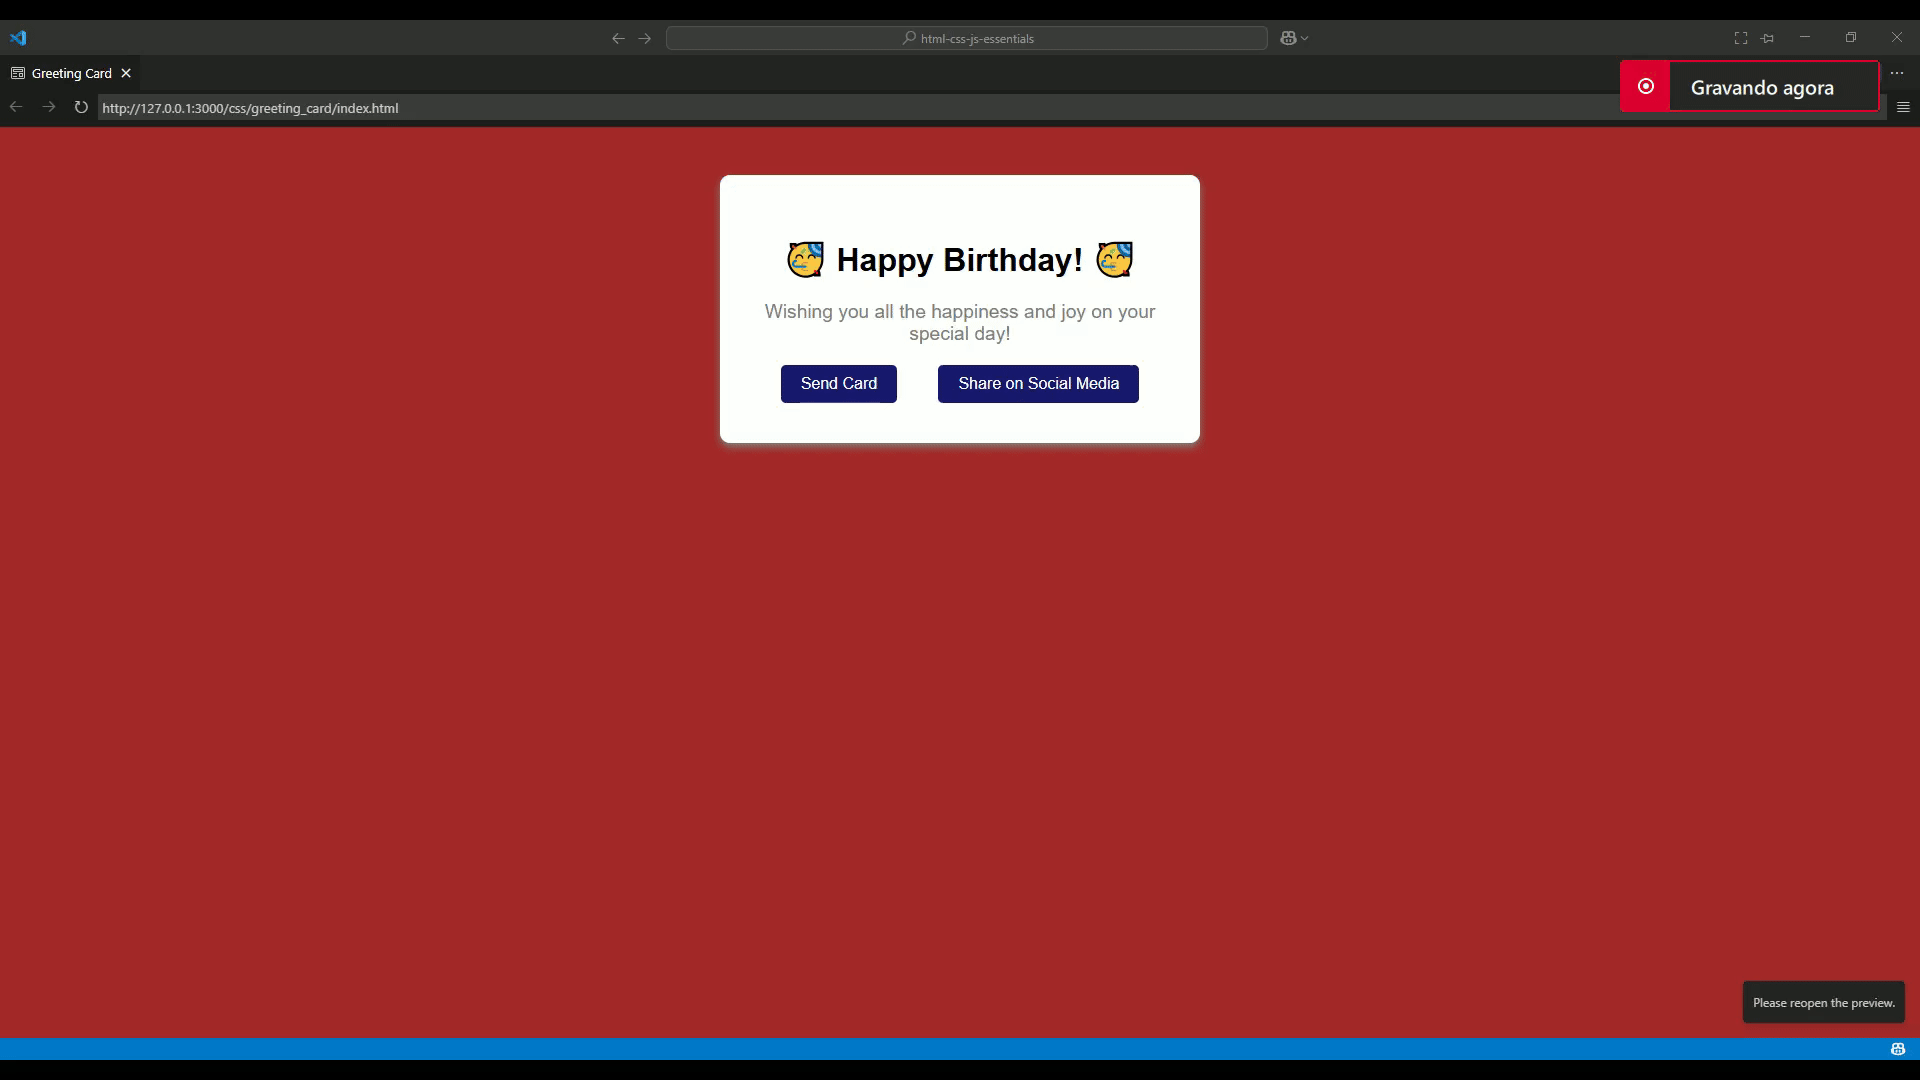 html-css-js-essentials
Greeting Card
Gravando agora
http://127.0.0.1:3000/css/greeting_card/index.html
🥳 Happy Birthday! 🥳
Wishing you all the happiness and joy on your
special day!
Send Card
Share on Social Media
Please reopen the preview.